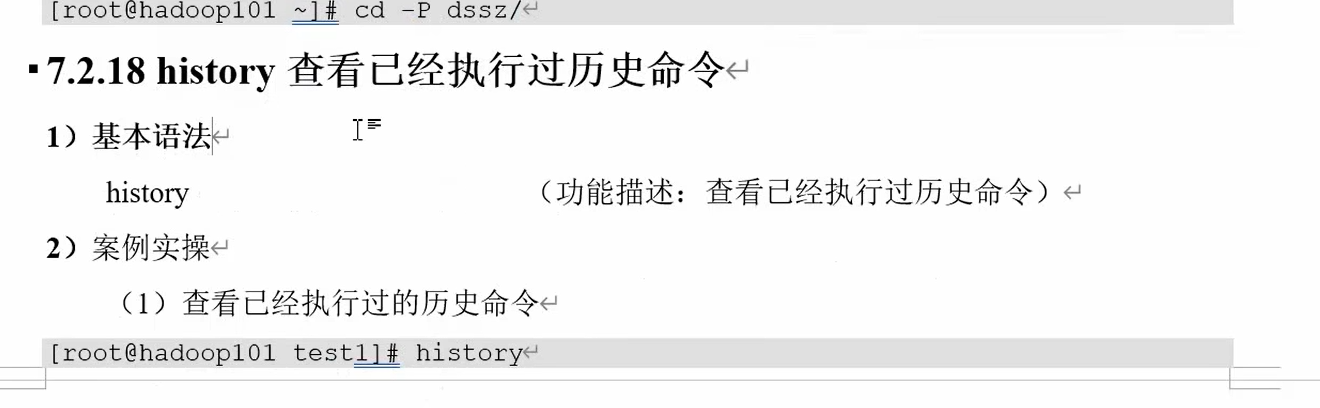 [root@hadoop101 ~]# cd -P dssz/
7.2.18 history 查看已经执行过历史命令
1）基本语法
history （功能描述：查看已经执行过历史命令）
2）案例实操
（1）查看已经执行过的历史命令
[root@hadoop101 test1]# history